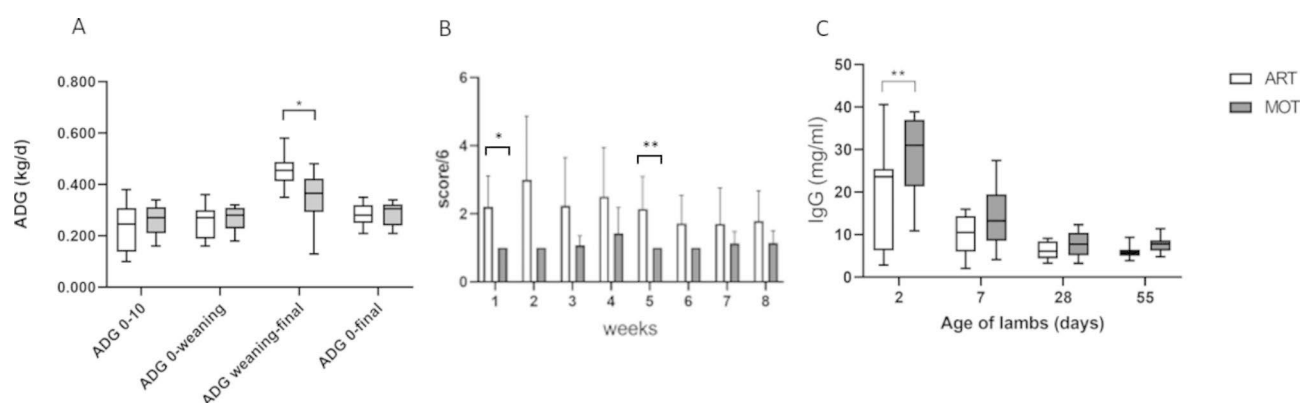 A
ADG (kg/d)
0.800
0.600
0.400
0.200
0.000
*
ADG 0-10
ADG 0-weaning
ADG weaning-final
ADG 0-final
B
score/6
6
4
2
0
*
**
1 2 3 4 5 6 7 8
weeks
C
IgG (mg/ml)
50
40
30
20
10
0
**
2 7 28 55
Age of lambs (days)
ART
MOT